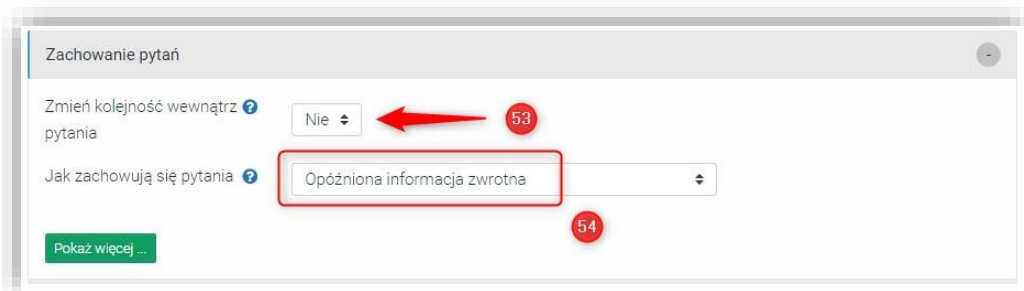 Zachowanie pytań
-
Zmień kolejność wewnątrz ?
pytania
Nie
53
Jak zachowują się pytania ?
Opóźniona informacja zwrotna
54
Pokaż więcej ...